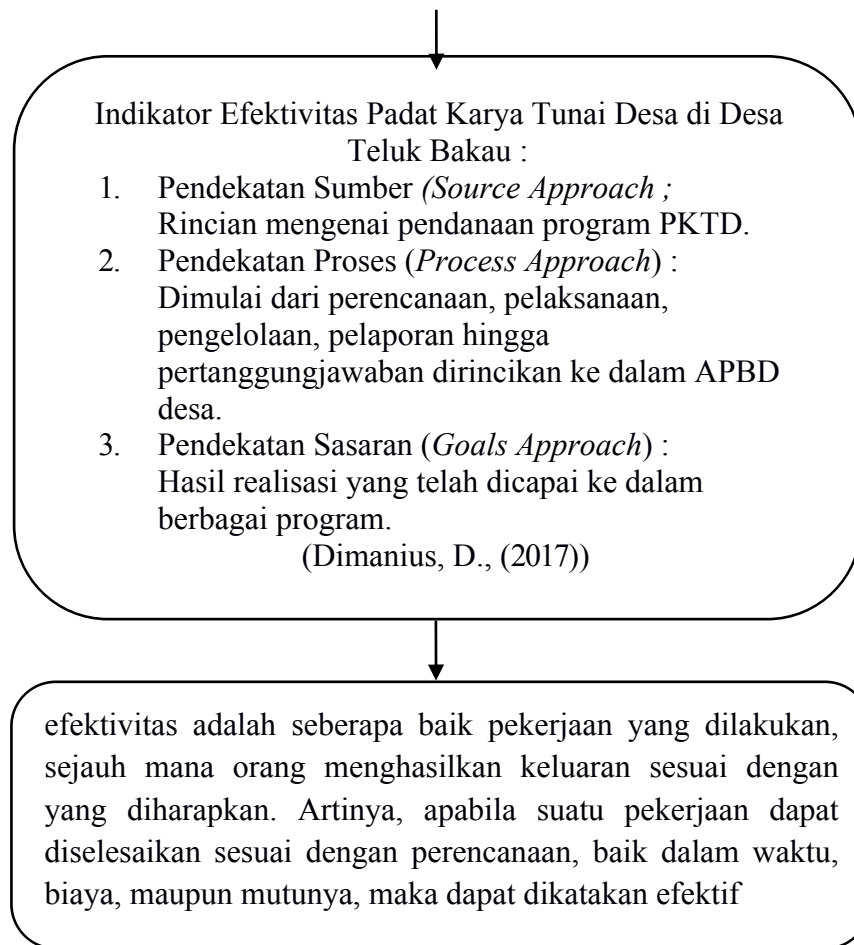 Indikator Efektivitas Padat Karya Tunai Desa di Desa
Teluk Bakau :
1. Pendekatan Sumber (Source Approach ;
Rincian mengenai pendanaan program PKTD.
2. Pendekatan Proses (Process Approach) :
Dimulai dari perencanaan, pelaksanaan,
pengelolaan, pelaporan hingga
pertanggungjawaban dirincikan ke dalam APBD
desa.
3. Pendekatan Sasaran (Goals Approach) :
Hasil realisasi yang telah dicapai ke dalam
berbagai program.
(Dimanius, D., (2017))
efektivitas adalah seberapa baik pekerjaan yang dilakukan,
sejauh mana orang menghasilkan keluaran sesuai dengan
yang diharapkan. Artinya, apabila suatu pekerjaan dapat
diselesaikan sesuai dengan perencanaan, baik dalam waktu,
biaya, maupun mutunya, maka dapat dikatakan efektif